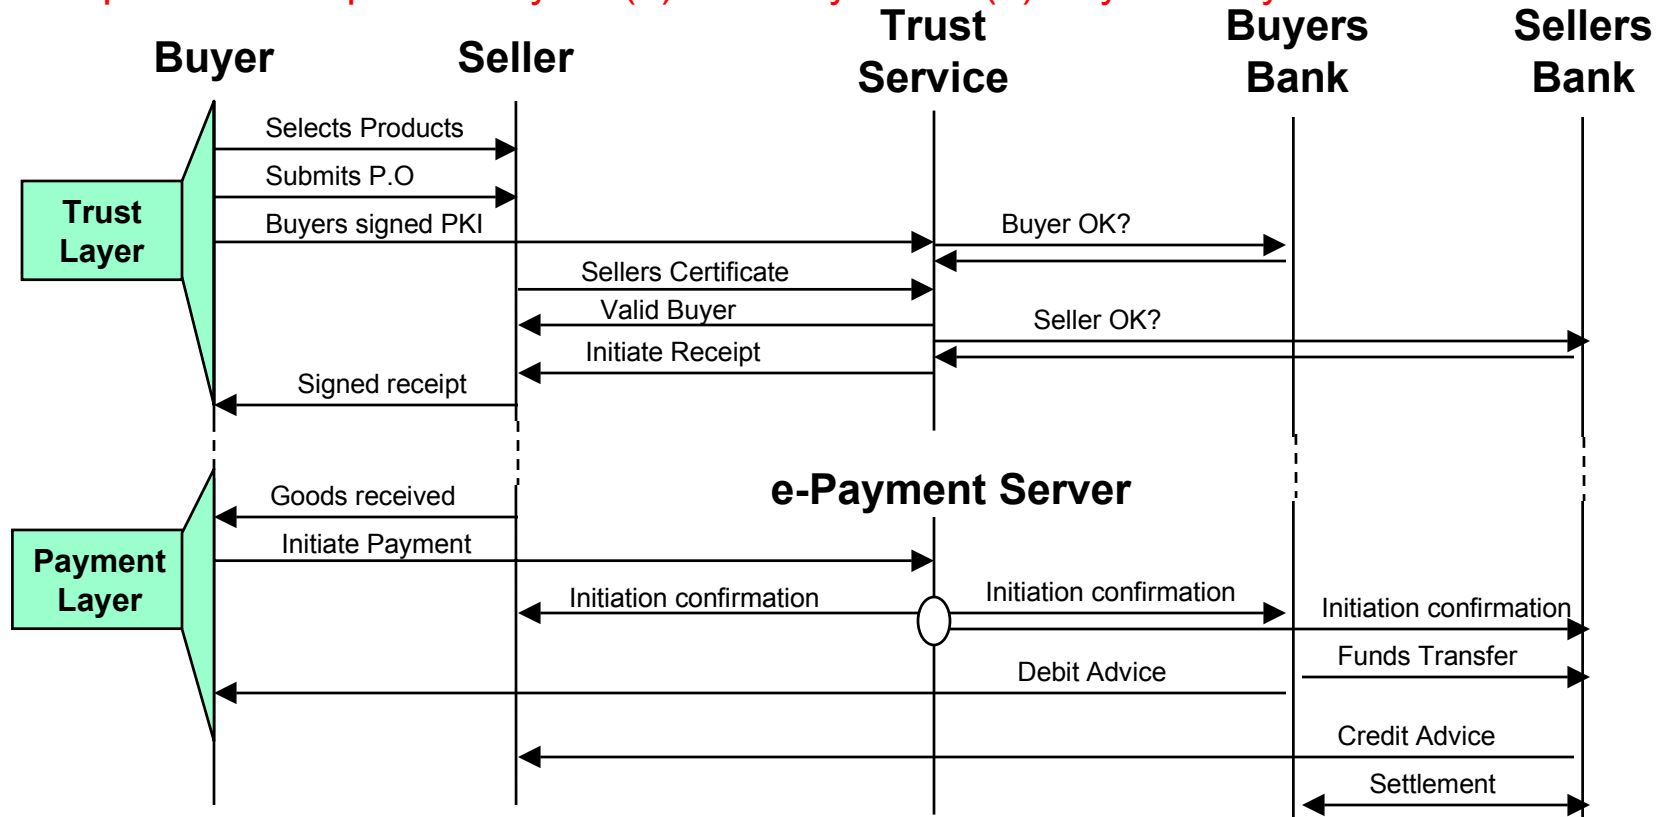 Buyer
Seller
Trust
Service
Buyers
Bank
Sellers
Bank
Trust
Layer
Selects Products
Submits P.O
Buyers signed PKI
Buyer OK?
Sellers Certificate
Valid Buyer
Seller OK?
Initiate Receipt
Signed receipt
e-Payment Server
Payment
Layer
Goods received
Initiate Payment
Initiation confirmation
Initiation confirmation
Initiation confirmation
Funds Transfer
Debit Advice
Credit Advice
Settlement